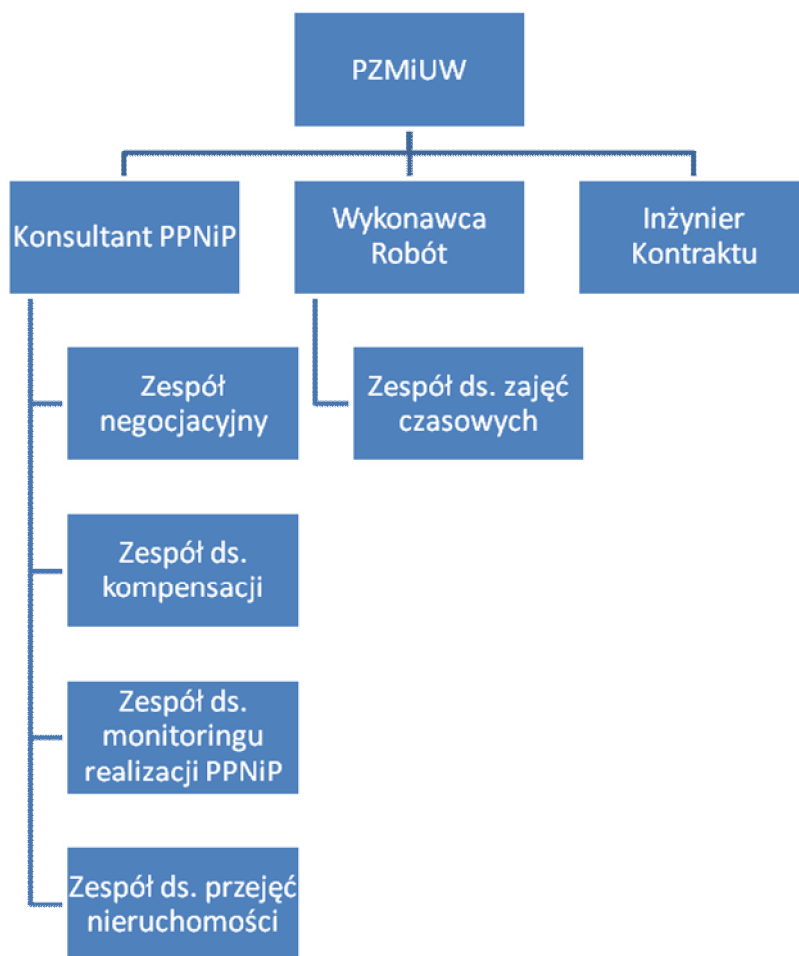 PZMiUW
Konsultant PPNiP
Wykonawca
Robót
Inżynier
Kontraktu
Zespół
negocjacyjny
Zespół ds. zajęć
czasowych
Zespół ds.
kompensacji
Zespół ds.
monitoringu
realizacji PPNiP
Zespół ds. przejęć
nieruchomości